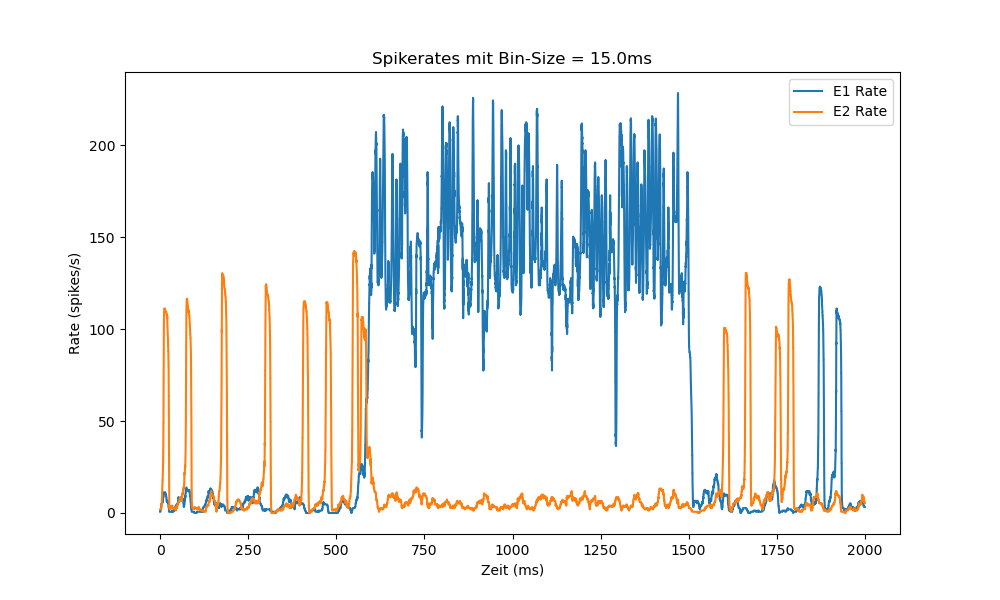 Spikerates mit Bin-Size = 15.0ms
E1 Rate
E2 Rate
Rate (spikes/s)
200
150
100
50
0
0 250 500 750 1000 1250 1500 1750 2000
Zeit (ms)